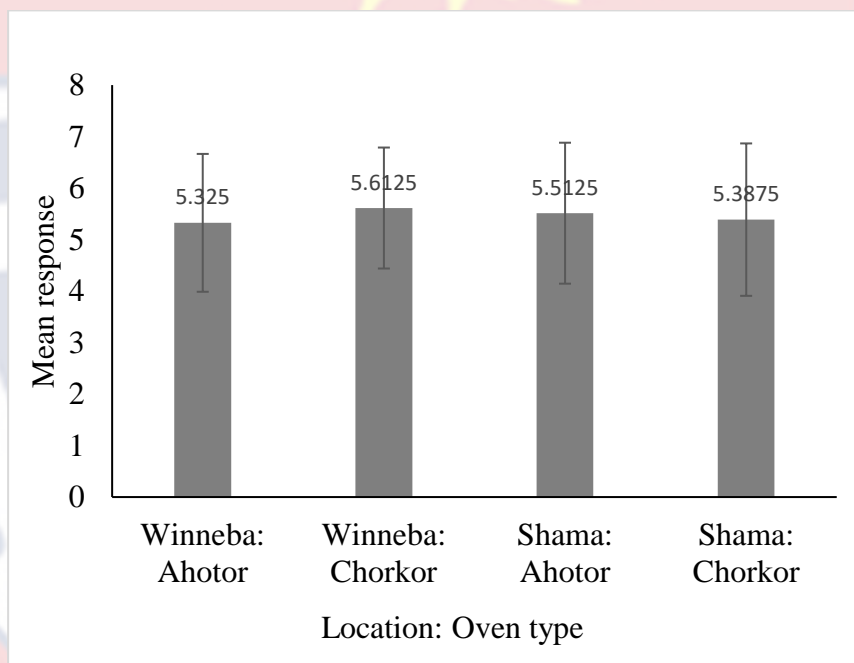 8
7
6
5
4
3
2
1
0
Mean response
5.325
5.6125
5.5125
5.3875
Winneba:
Ahotor
Winneba:
Chorkor
Shama:
Ahotor
Shama:
Chorkor
Location: Oven type